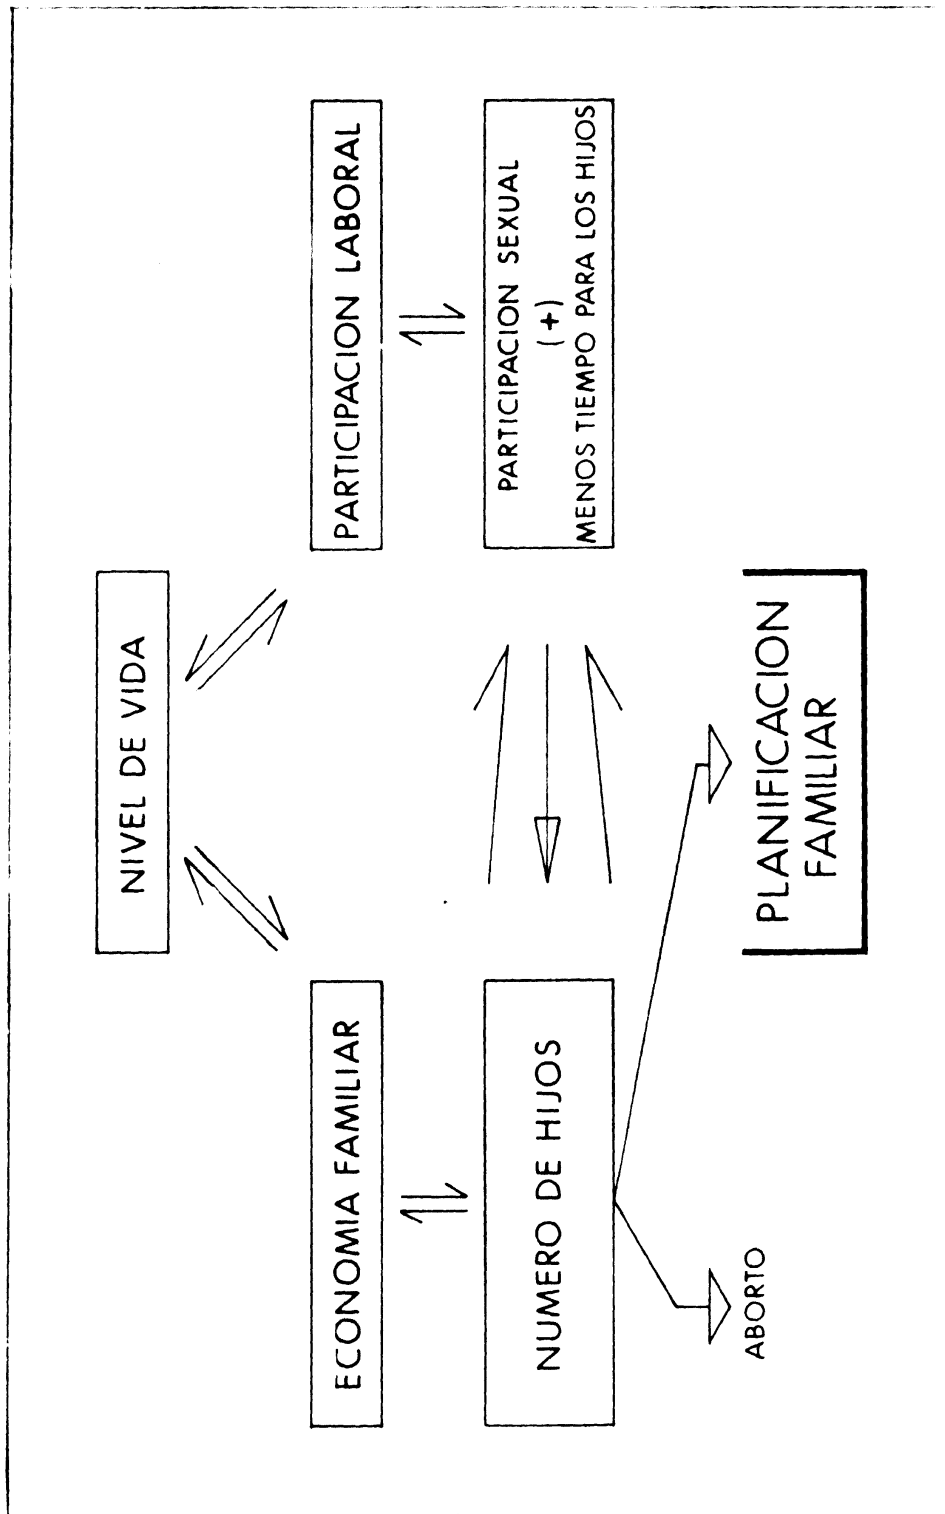 NIVEL DE VIDA
ECONOMIA FAMILIAR
PARTICIPACION LABORAL
NUMERO DE HIJOS
PARTICIPACION SEXUAL
(+)
MENOS TIEMPO PARA LOS HIJOS
ABORTO
PLANIFICACION
FAMILIAR